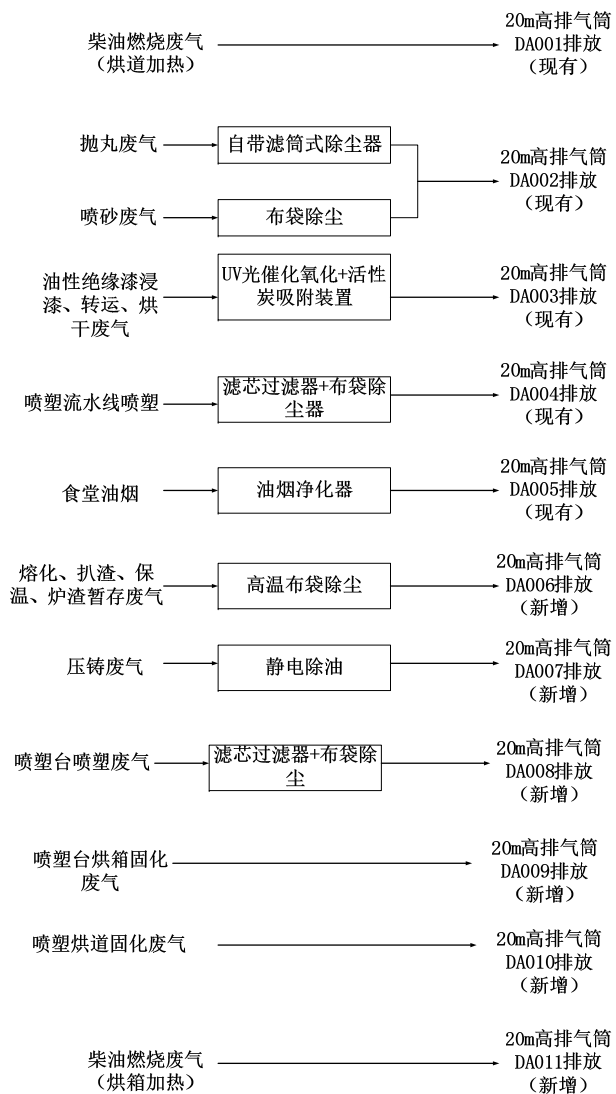 柴油燃烧废气
（烘道加热）
20m高排气筒
DA001排放
（现有）
抛丸废气
自带滤筒式除尘器
喷砂废气
布袋除尘
20m高排气筒
DA002排放
（现有）
油性绝缘漆浸
漆、转运、烘
干废气
UV光催化氧化+活性
炭吸附装置
20m高排气筒
DA003排放
（现有）
喷塑流水线喷塑
滤芯过滤器+布袋除
尘器
20m高排气筒
DA004排放
（现有）
食堂油烟
油烟净化器
20m高排气筒
DA005排放
（现有）
熔化、扒渣、保
温、炉渣暂存废气
高温布袋除尘
20m高排气筒
DA006排放
（新增）
压铸废气
静电除油
20m高排气筒
DA007排放
（新增）
喷塑台喷塑废气
滤芯过滤器+布袋除
尘
20m高排气筒
DA008排放
（新增）
喷塑台烘箱固化
废气
20m高排气筒
DA009排放
（新增）
喷塑烘道固化废气
20m高排气筒
DA010排放
（新增）
柴油燃烧废气
（烘箱加热）
20m高排气筒
DA011排放
（新增）